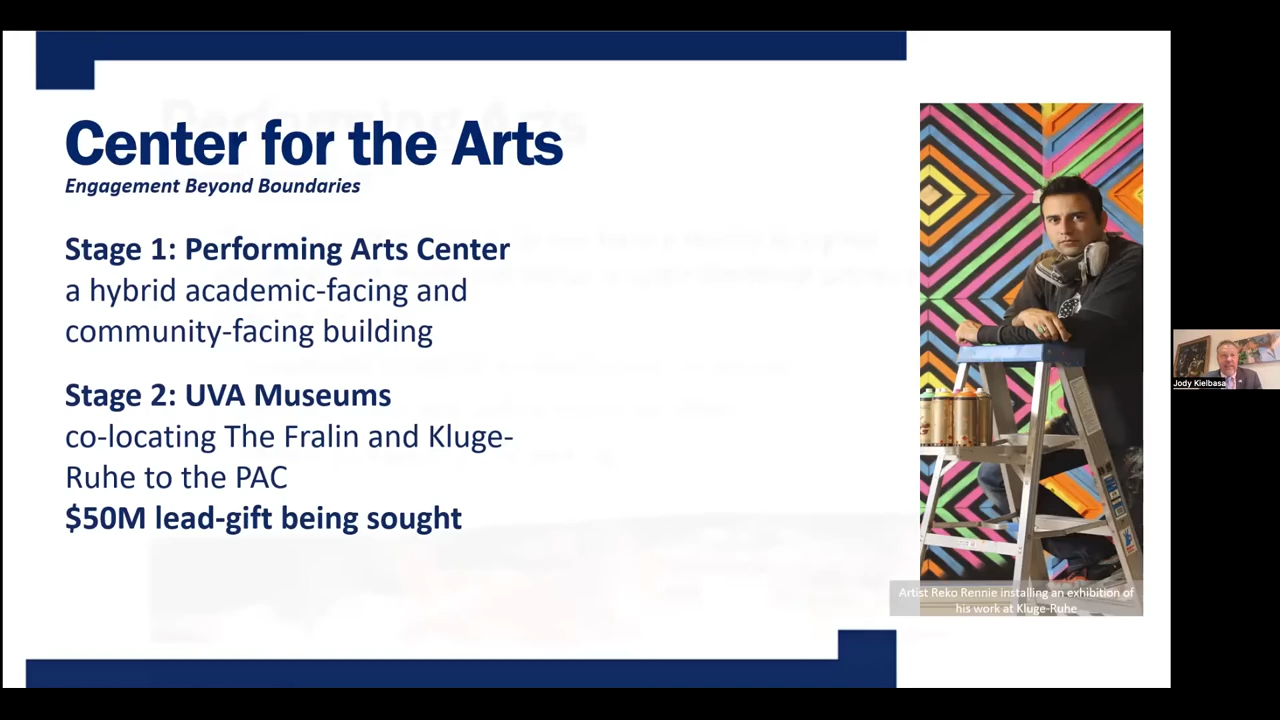 Center for the Arts
Engagement Beyond Boundaries
Stage 1: Performing Arts Center
a hybrid academic-facing and
community-facing building
Stage 2: UVA Museums
co-locating The Fralin and Kluge-
Ruhe to the PAC
$50M lead-gift being sought
Artist Reko Rennie installing an exhibition of
his work at Kluge-Ruhe
Jody Kielbasa
Performing Arts